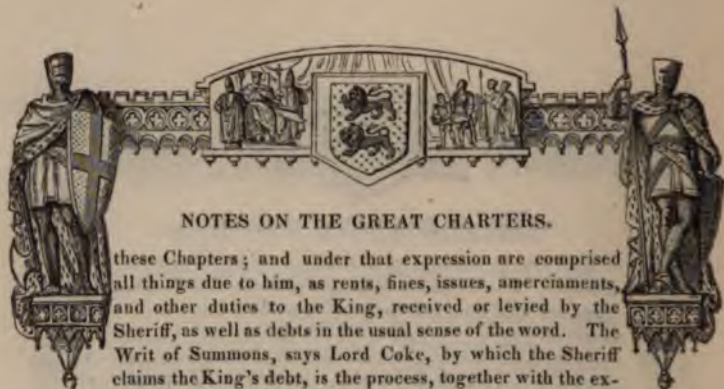 NOTES ON THE GREAT CHARTERS.
these Chapters; and under that expression are comprised
all things due to him, as rents, fines, issues, amerciaments,
and other duties to the King, received or levied by the
Sheriff, as well as debts in the usual sense of the word. The
Writ of Summons, says Lord Coke, by which the Sheriff
claims the King's debt, is the process, together with the ex-